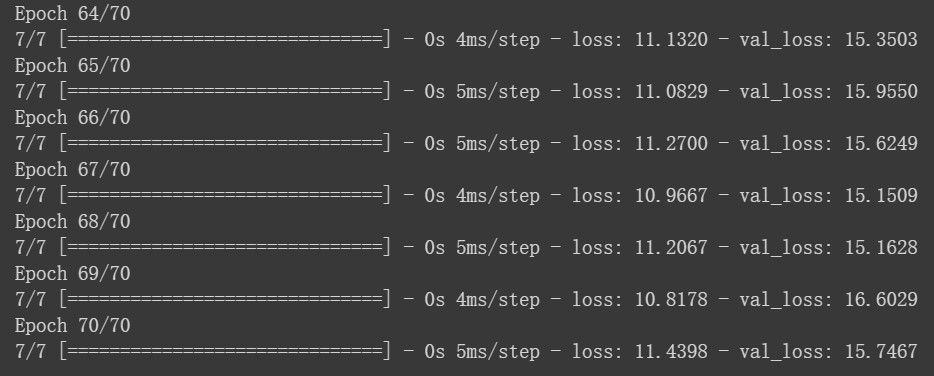 Epoch 64/70
7/7 [==============================] - 0s 4ms/step - loss: 11.1320 - val_loss: 15.3503
Epoch 65/70
7/7 [==============================] - 0s 5ms/step - loss: 11.0829 - val_loss: 15.9550
Epoch 66/70
7/7 [==============================] - 0s 5ms/step - loss: 11.2700 - val_loss: 15.6249
Epoch 67/70
7/7 [==============================] - 0s 4ms/step - loss: 10.9667 - val_loss: 15.1509
Epoch 68/70
7/7 [==============================] - 0s 5ms/step - loss: 11.2067 - val_loss: 15.1628
Epoch 69/70
7/7 [==============================] - 0s 4ms/step - loss: 10.8178 - val_loss: 16.6029
Epoch 70/70
7/7 [==============================] - 0s 5ms/step - loss: 11.4398 - val_loss: 15.7467